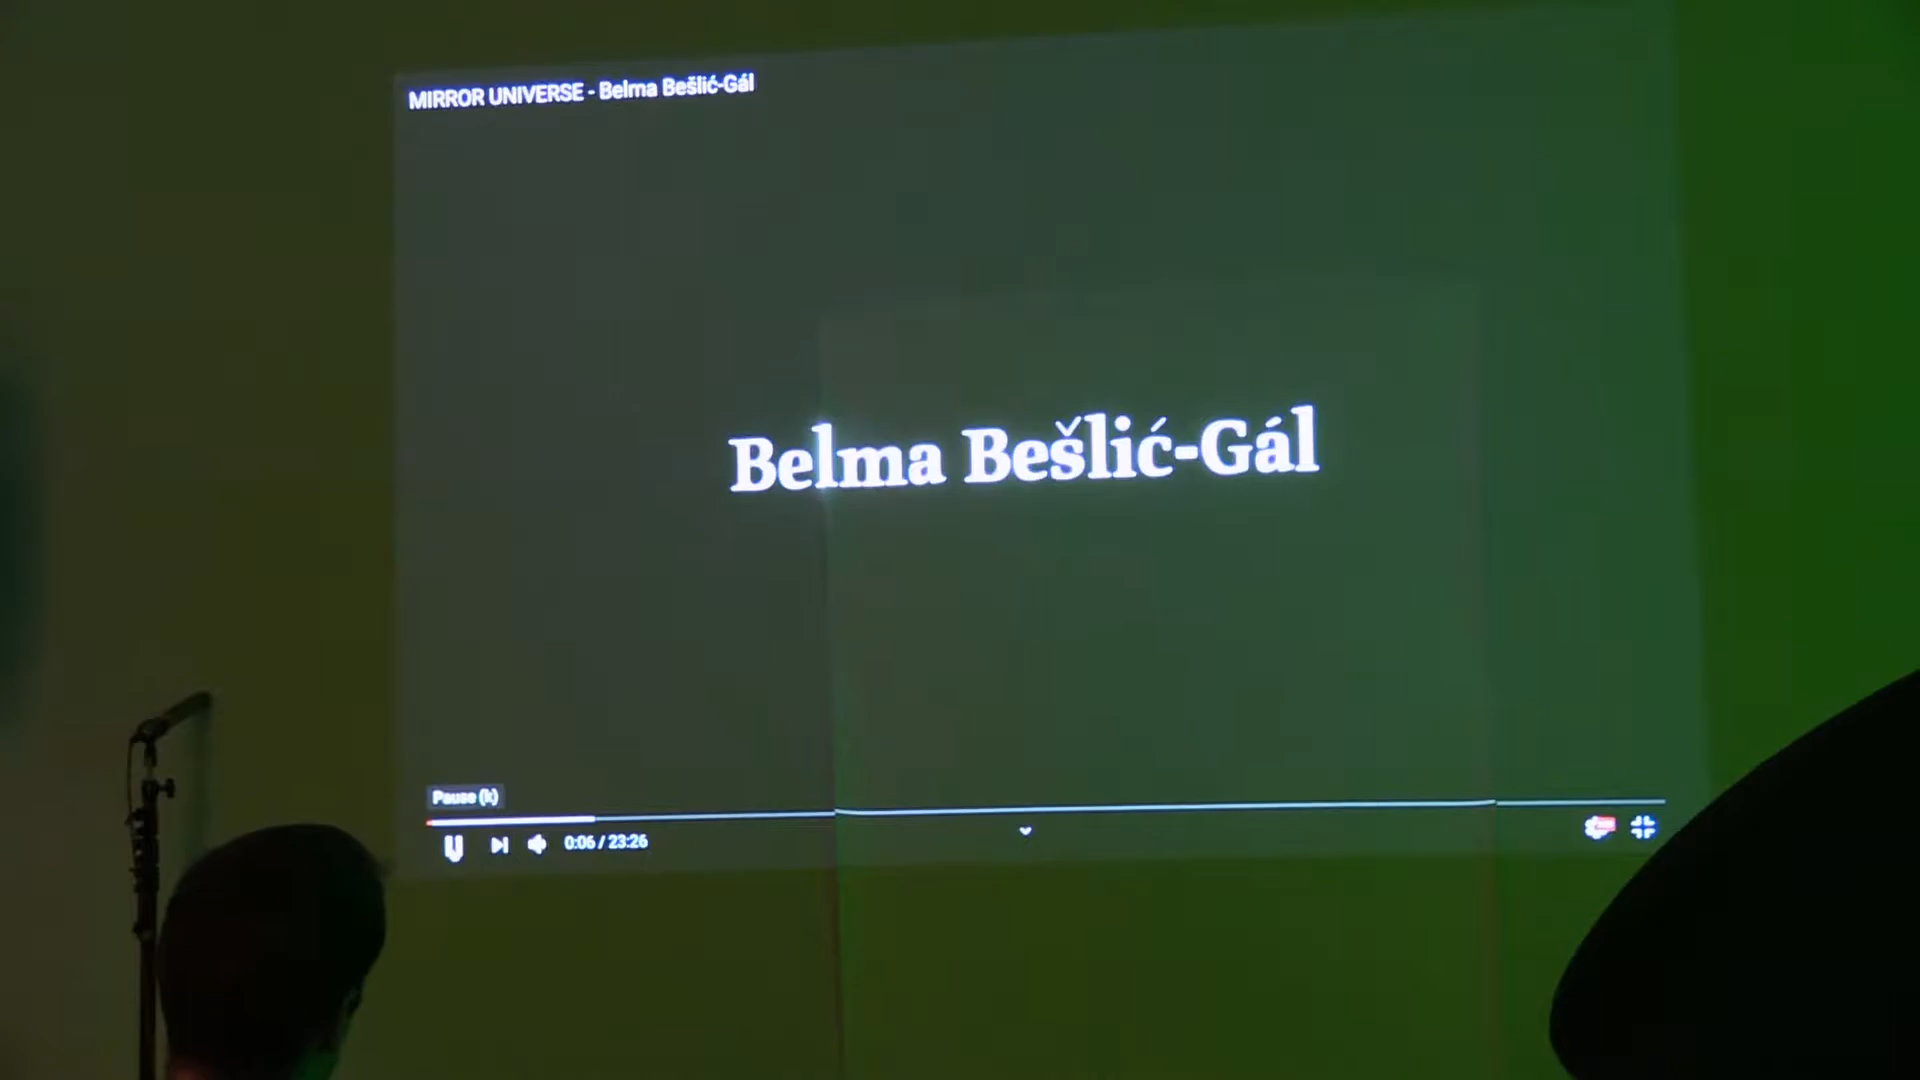 MIRROR UNIVERSE - Belma Bešlić-Gál
Belma Bešlić-Gál
Pause (k)
0:06 / 23:26